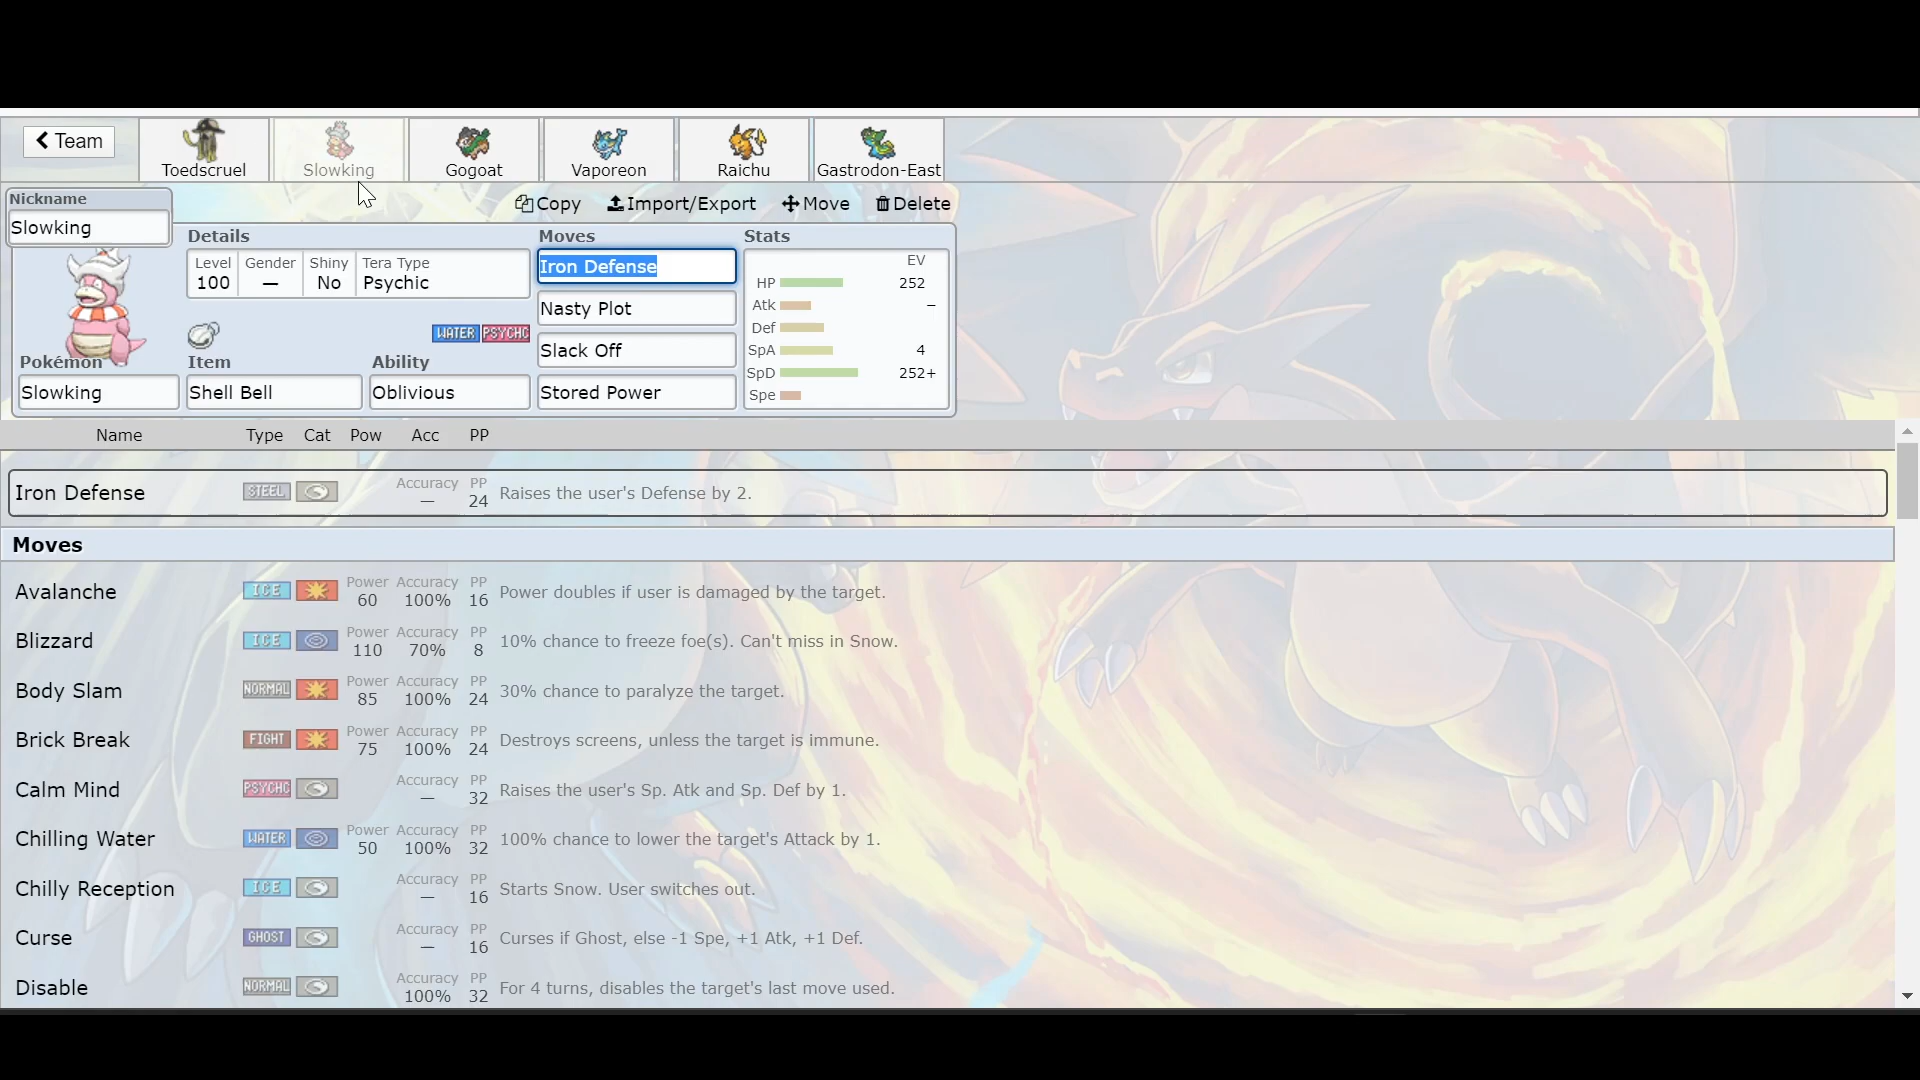 Team
Toedscruel
Slowking
Gogoat
Vaporeon
Raichu
Gastrodon-East
Nickname
Slowking
Copy
Import/Export
Move
Delete
Details
Moves
Stats
Level
Gender
Shiny
Tera Type
100
—
No
Psychic
WATER
PSYCHC
Pokémon
Item
Ability
Slowking
Shell Bell
Oblivious
Iron Defense
Nasty Plot
Slack Off
Stored Power
EV
HP 252
Atk –
Def
SpA 4
SpD 252+
Spe
Name Type Cat Pow Acc PP
Accuracy PP
Iron Defense STEEL — 24 Raises the user's Defense by 2.
Moves
Power Accuracy PP
Avalanche ICE 60 100% 16 Power doubles if user is damaged by the target.
Power Accuracy PP
Blizzard ICE 110 70% 8 10% chance to freeze foe(s). Can't miss in Snow.
Power Accuracy PP
Body Slam NORMAL 85 100% 24 30% chance to paralyze the target.
Power Accuracy PP
Brick Break FIGHT 75 100% 24 Destroys screens, unless the target is immune.
Accuracy PP
Calm Mind PSYCHC — 32 Raises the user's Sp. Atk and Sp. Def by 1.
Power Accuracy PP
Chilling Water WATER 50 100% 32 100% chance to lower the target's Attack by 1.
Accuracy PP
Chilly Reception ICE — 16 Starts Snow. User switches out.
Accuracy PP
Curse GHOST — 16 Curses if Ghost, else -1 Spe, +1 Atk, +1 Def.
Accuracy PP
Disable NORMAL 100% 32 For 4 turns, disables the target's last move used.